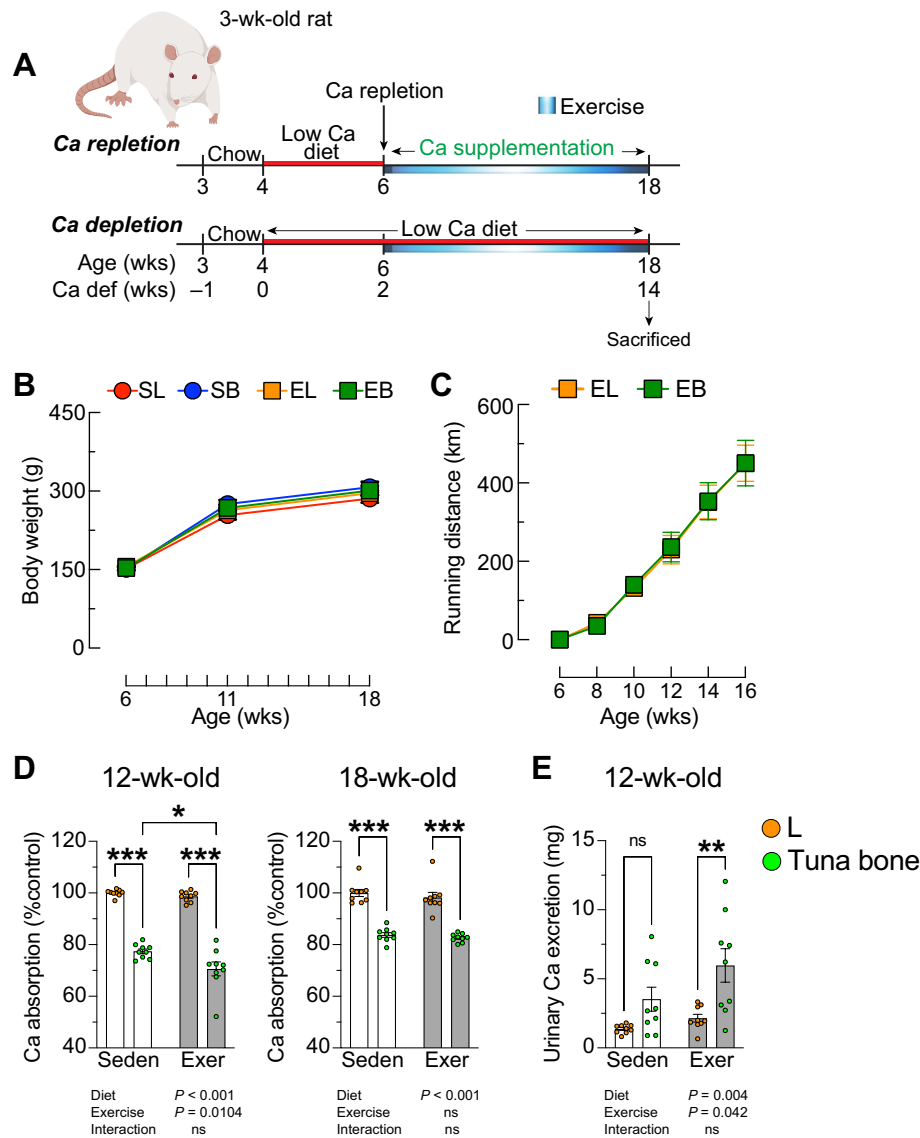 3-wk-old rat
A
Ca repletion
Exercise
Ca repletion
Chow
Low Ca
diet
Ca supplementation
3 4 6 18
Ca depletion
Chow
Low Ca diet
Age (wks) 3 4 6 18
Ca def (wks) –1 0 2 14
Sacrificed
B
SL SB EL EB
Body weight (g)
450
300
150
0
6 11 18
Age (wks)
C
EL EB
Running distance (km)
600
400
200
0
6 8 10 12 14 16
Age (wks)
D
12-wk-old
Ca absorption (%control)
120
100
80
60
40
*
*** ***
Seden Exer
Diet P < 0.001
Exercise P = 0.0104
Interaction ns
18-wk-old
Ca absorption (%control)
120
100
80
60
40
*** ***
Seden Exer
Diet P < 0.001
Exercise ns
Interaction ns
E
12-wk-old
Urinary Ca excretion (mg)
15
10
5
0
ns **
Seden Exer
Diet P = 0.004
Exercise P = 0.042
Interaction ns
L
Tuna bone